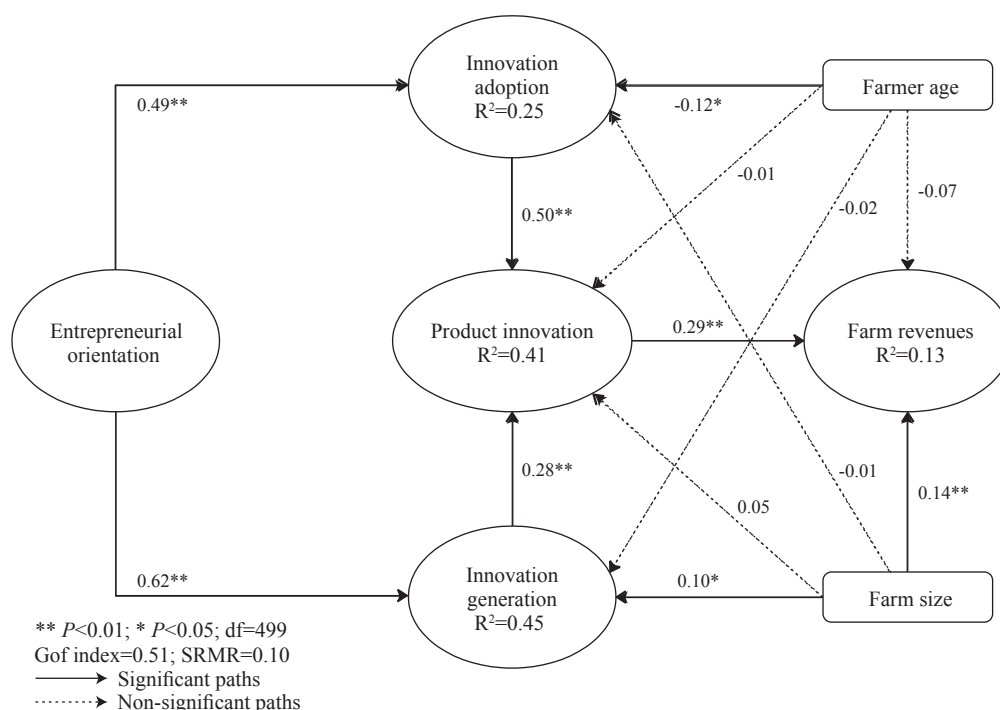 Innovation
adoption
R²=0.25
Farmer age
0.49**
-0.12*
-0.01
-0.02
-0.07
0.50**
Entrepreneurial
orientation
Product innovation
R²=0.41
0.29**
Farm revenues
R²=0.13
0.28**
0.05
-0.01
0.14**
0.62**
Innovation
generation
R²=0.45
0.10*
Farm size
** P<0.01; * P<0.05; df=499
Gof index=0.51; SRMR=0.10
Significant paths
Non-significant paths